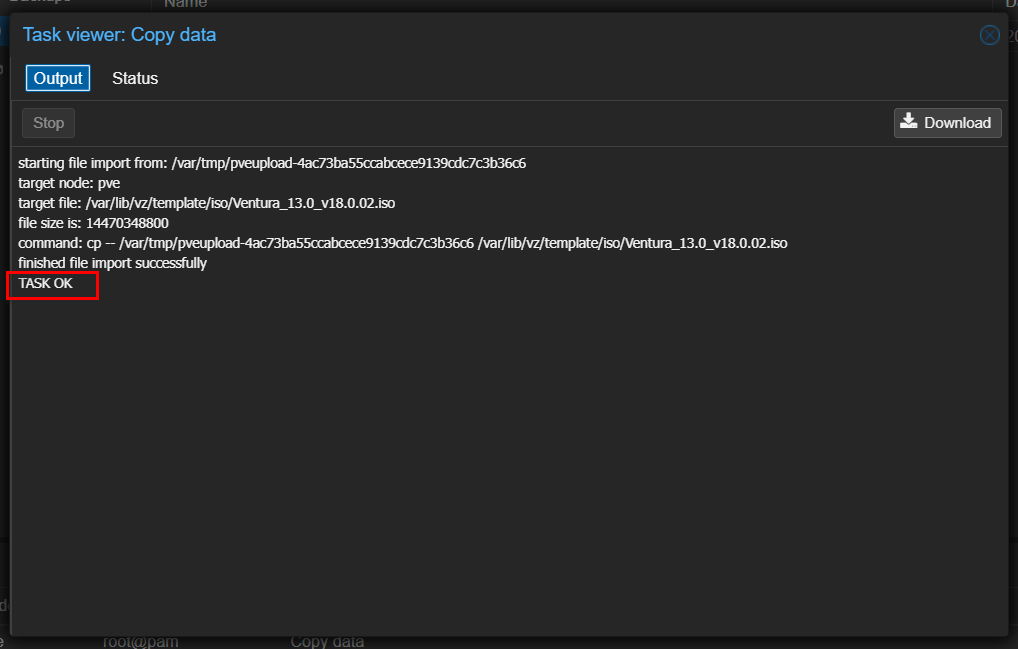 Name
Task viewer: Copy data
Output Status
Stop Download
starting file import from: /var/tmp/pveupload-4ac73ba55ccabcece9139cdc7c3b36c6
target node: pve
target file: /var/lib/vz/template/iso/Ventura_13.0_v18.0.02.iso
file size is: 14470348800
command: cp -- /var/tmp/pveupload-4ac73ba55ccabcece9139cdc7c3b36c6 /var/lib/vz/template/iso/Ventura_13.0_v18.0.02.iso
finished file import successfully
TASK OK
root@pam Copy data